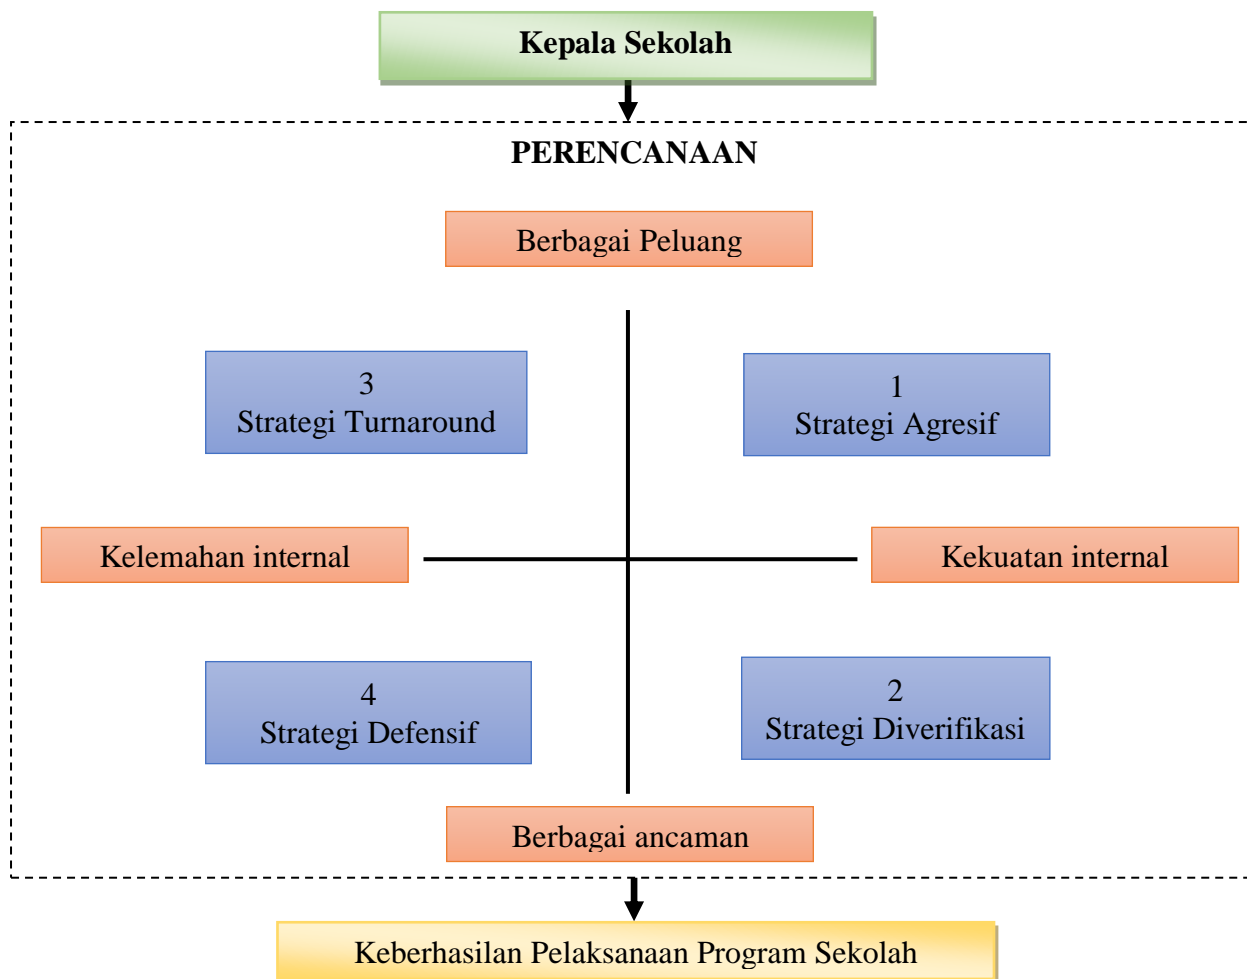 Kepala Sekolah
PERENCANAAN
Berbagai Peluang
3
Strategi Turnaround
1
Strategi Agresif
Kelemahan internal
Kekuatan internal
4
Strategi Defensif
2
Strategi Diverifikasi
Berbagai ancaman
Keberhasilan Pelaksanaan Program Sekolah